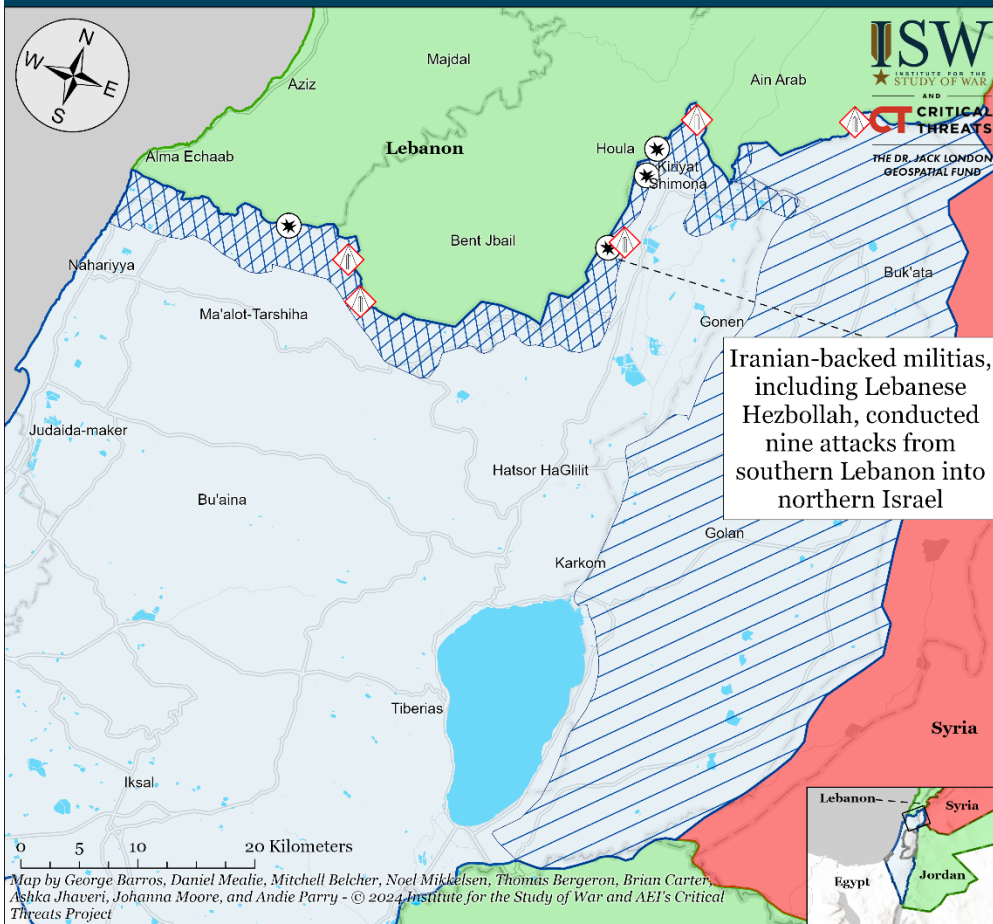 N
W
E
S
ISW
INSTITUTE FOR THE
STUDY OF WAR
AND
CT CRITICAL
THREATS
THE DR. JACK LONDON
GEOSPATIAL FUND
Majdal
Aziz
Ain Arab
Lebanon
Houla
Alma Echaab
Kiriyat
Shimona
Bent Jbail
Nahariyya
Buk'ata
Ma'alot-Tarshiha
Gonen
Iranian-backed militias,
including Lebanese
Hezbollah, conducted
nine attacks from
southern Lebanon into
northern Israel
Judaida-maker
Hatsor HaGlilit
Bu'aina
Golan
Karkom
Tiberias
Syria
Iksal
Lebanon
Syria
Egypt
Jordan
0 5 10 20 Kilometers
Map by George Barros, Daniel Mealie, Mitchell Belcher, Noel Mikkelsen, Thomas Bergeron, Brian Carter,
Ashka Jhaveri, Johanna Moore, and Andie Parry - © 2024 Institute for the Study of War and AEI's Critical
Threats Project